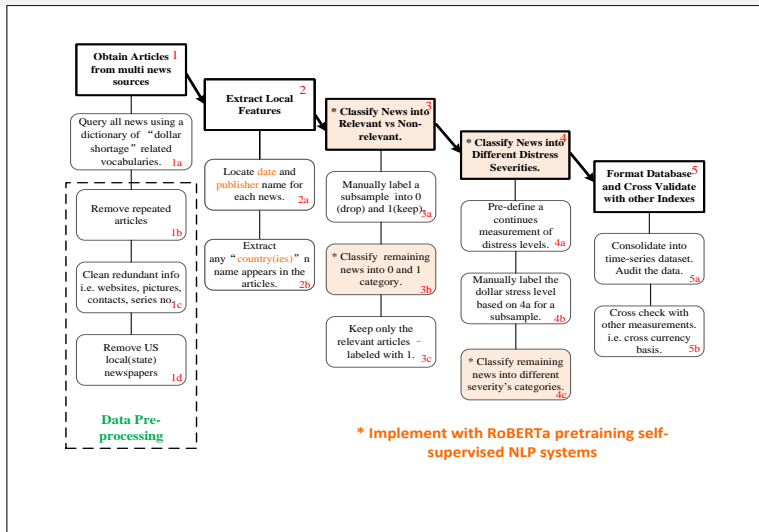 Obtain Articles 1
from multi news
sources
Query all news using a
dictionary of “dollar
shortage” related
vocabularies.
1a
Remove repeated
articles
1b
Clean redundant info
i.e. websites, pictures,
contacts, series no.
1c
Remove US
local(state)
newspapers
1d
Data Pre-
processing
2
Extract Local
Features
Locate date and
publisher name for
each news.
2a
Extract
any “country(ies)” n
name appears in the
articles.
2b
3
* Classify News into
Relevant vs Non-
relevant.
Manually label a
subsample into 0
(drop) and 1(keep).
3a
* Classify remaining
news into 0 and 1
category.
3b
Keep only the
relevant articles –
labeled with 1.
3c
4
* Classify News into
Different Distress
Severities.
Pre-define a
continues
measurement of
distress levels.
4a
Manually label the
dollar stress level
based on 4a for a
subsample.
4b
* Classify remaining
news into different
severity’s categories.
4c
5
Format Database
and Cross Validate
with other Indexes
Consolidate into
time-series dataset.
Audit the data.
5a
Cross check with
other measurements.
i.e. cross currency
basis.
5b
* Implement with RoBERTa pretraining self-
supervised NLP systems